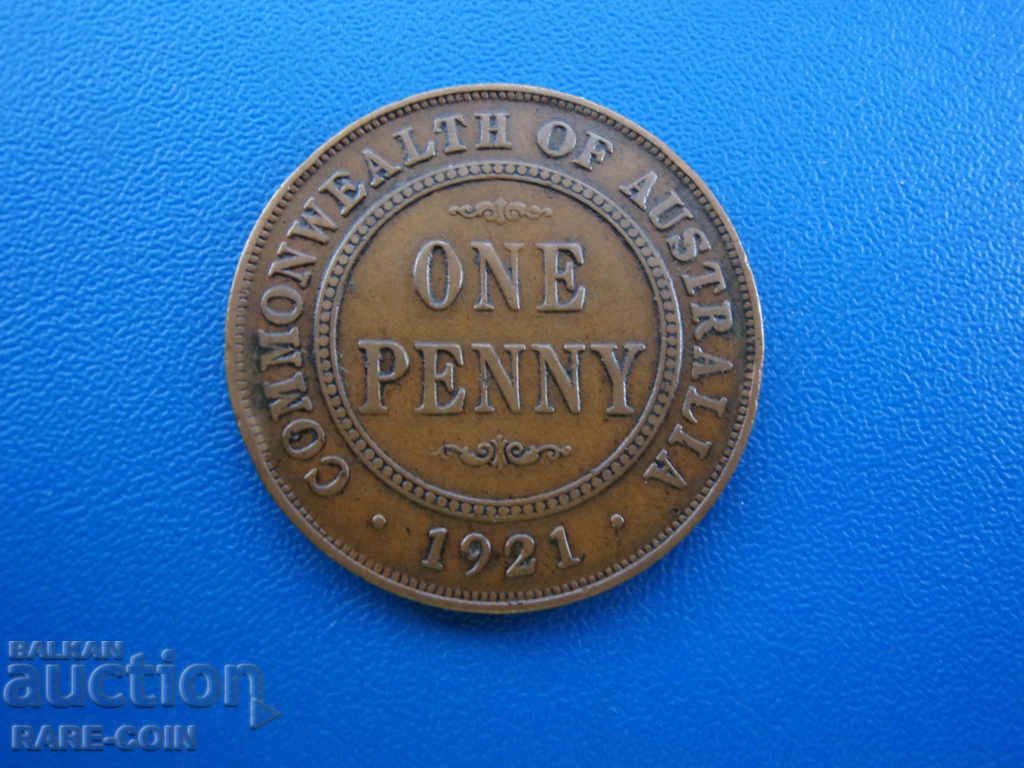 COMMONWEALTH OF AUSTRALIA
ONE
PENNY
· 1921 ·
BALKAN
auction
RARE-COIN